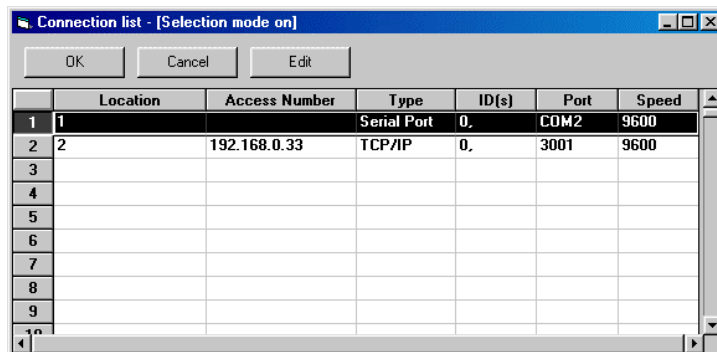 Connection list - [Selection mode on]
OK Cancel Edit
Location Access Number Type ID(s) Port Speed
1 1 Serial Port 0, COM2 9600
2 2 192.168.0.33 TCP/IP 0, 3001 9600
3
4
5
6
7
8
9
10